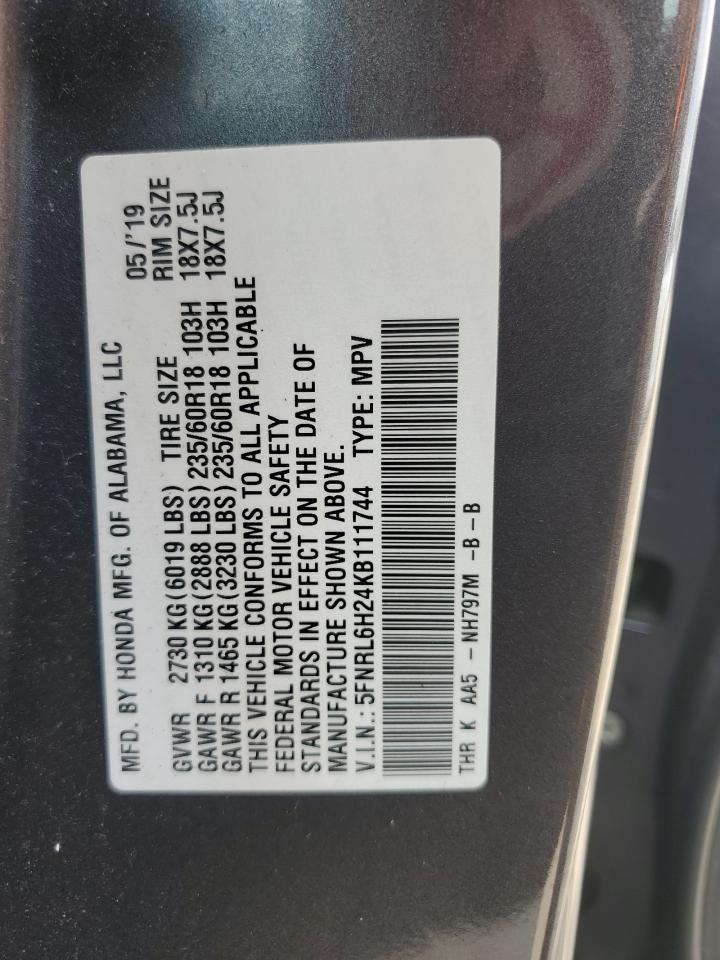 MFD. BY HONDA MFG. OF ALABAMA, LLC 05/'19
GVWR 2730 KG(6019 LBS) TIRE SIZE RIM SIZE
GAWR F 1310 KG(2888 LBS)235/60R18 103H 18X7.5J
GAWR R 1465 KG(3230 LBS)235/60R18 103H 18X7.5J
THIS VEHICLE CONFORMS TO ALL APPLICABLE
FEDERAL MOTOR VEHICLE SAFETY
STANDARDS IN EFFECT ON THE DATE OF
MANUFACTURE SHOWN ABOVE.
V.I.N.:5FNRL6H24KB111744 TYPE: MPV
THR K AA5 - NH797M -B -B